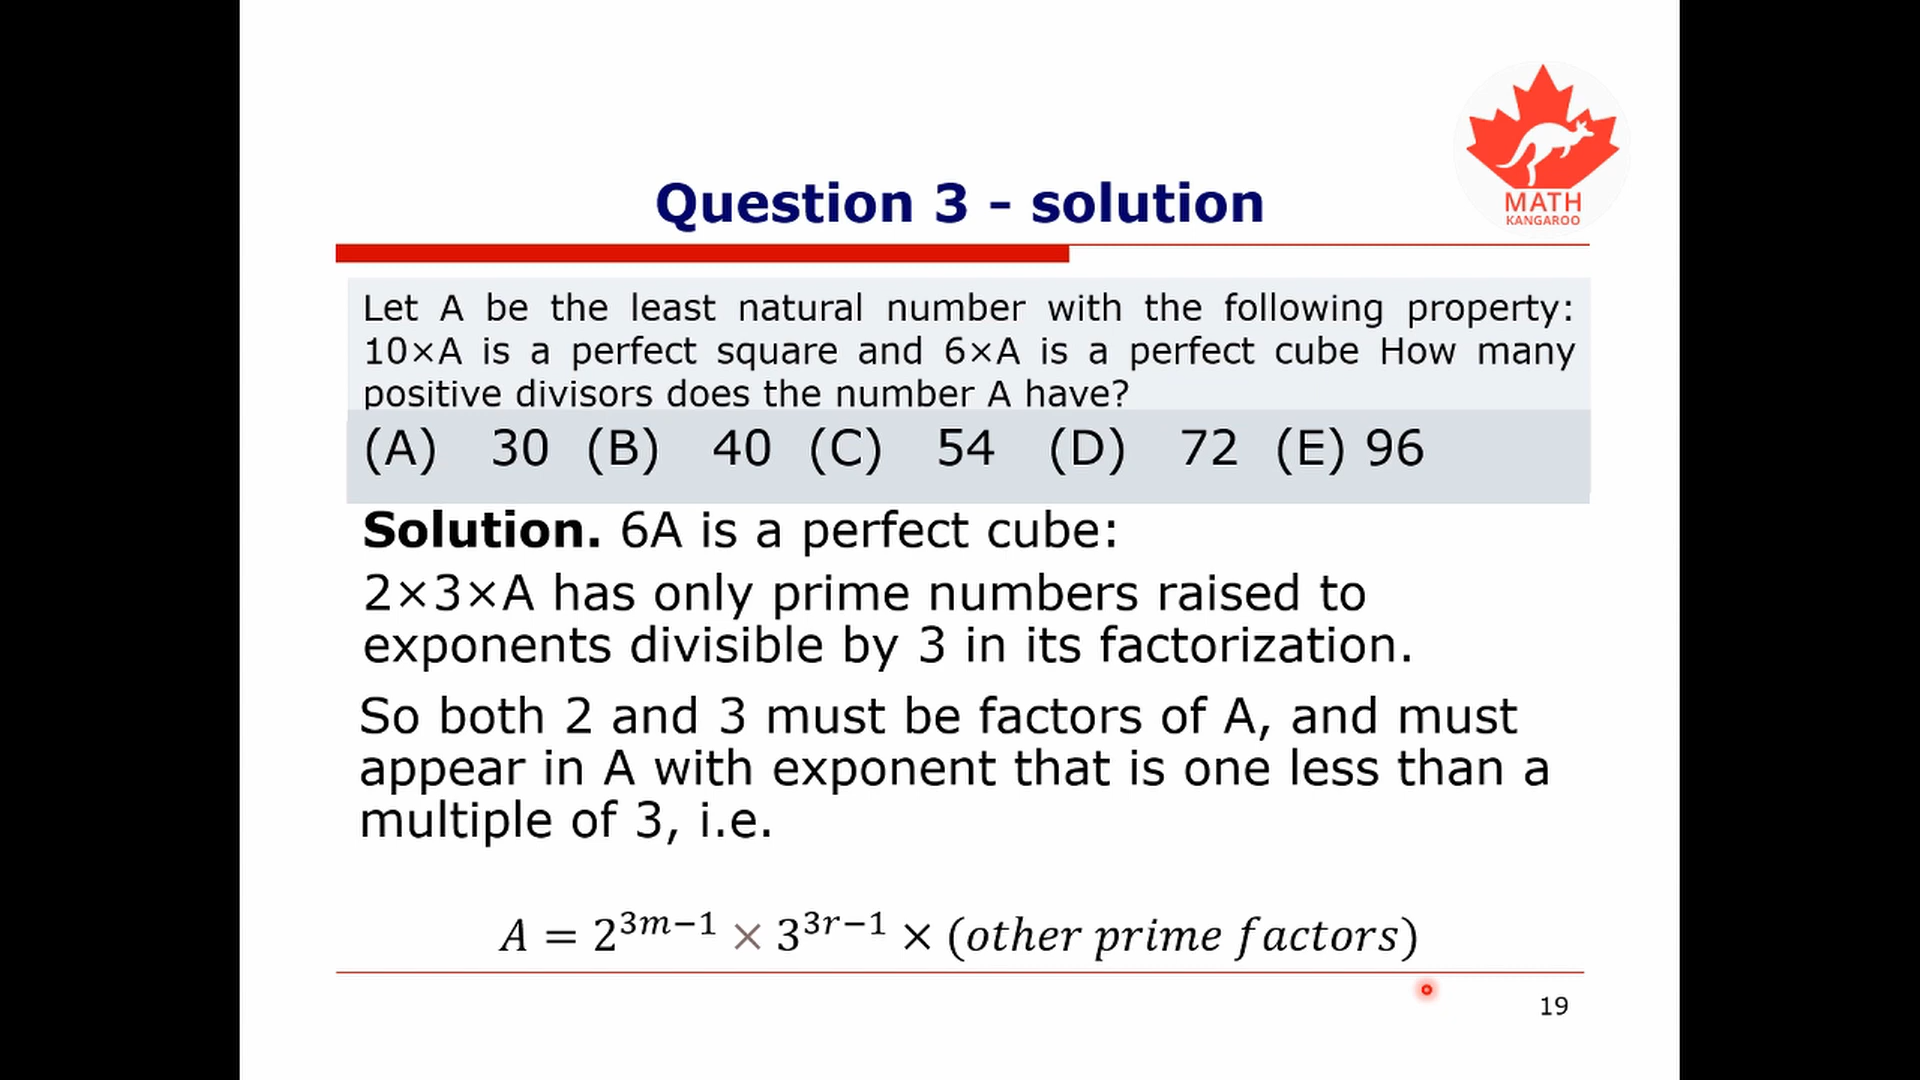 MATH
KANGAROO
Question 3 - solution
Let A be the least natural number with the following property:
10×A is a perfect square and 6×A is a perfect cube How many
positive divisors does the number A have?
(A) 30 (B) 40 (C) 54 (D) 72 (E) 96
Solution. 6A is a perfect cube:
2×3×A has only prime numbers raised to
exponents divisible by 3 in its factorization.
So both 2 and 3 must be factors of A, and must
appear in A with exponent that is one less than a
multiple of 3, i.e.
A = 2^{3m−1} × 3^{3r−1} × (other prime factors)
19